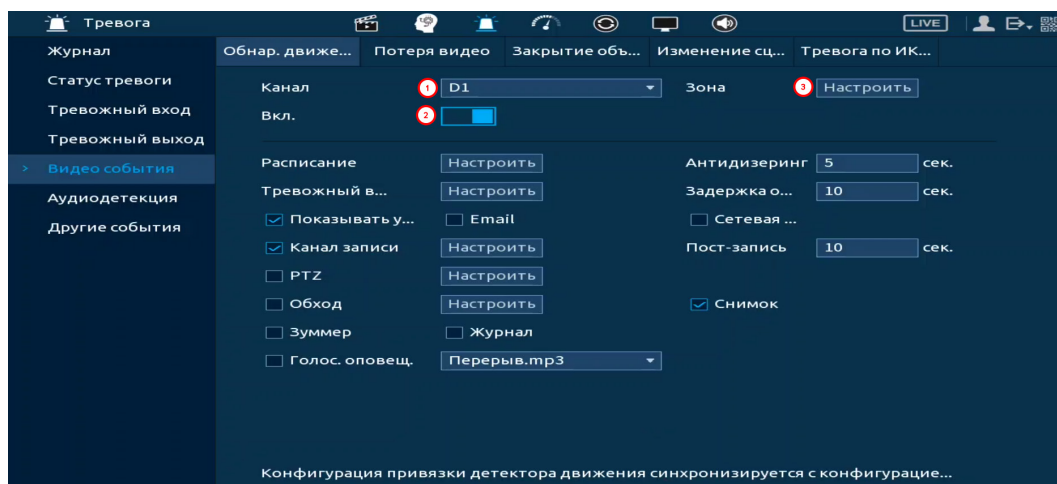 Тревога LIVE
Журнал
Статус тревоги
Тревожный вход
Тревожный выход
Видео события
Аудиодетекция
Другие события
Обнар. движе... Потеря видео Закрытие объ... Изменение сц... Тревога по ИК...
Канал 1 D1 Зона 3 Настроить
Вкл. 2
Расписание Настроить Антидизеринг 5 сек.
Тревожный в... Настроить Задержка о... 10 сек.
Показывать у... Email Сетевая ...
Канал записи Настроить Пост-запись 10 сек.
PTZ Настроить
Обход Настроить Снимок
Зуммер Журнал
Голос. оповещ. Перерыв.mp3
Конфигурация привязки детектора движения синхронизируется с конфигурацие...